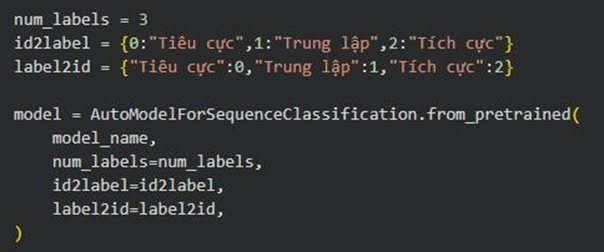 num_labels = 3
id2label = {0:"Tiêu cực",1:"Trung lập",2:"Tích cực"}
label2id = {"Tiêu cực":0,"Trung lập":1,"Tích cực":2}
model = AutoModelForSequenceClassification.from_pretrained(
    model_name,
    num_labels=num_labels,
    id2label=id2label,
    label2id=label2id,
)